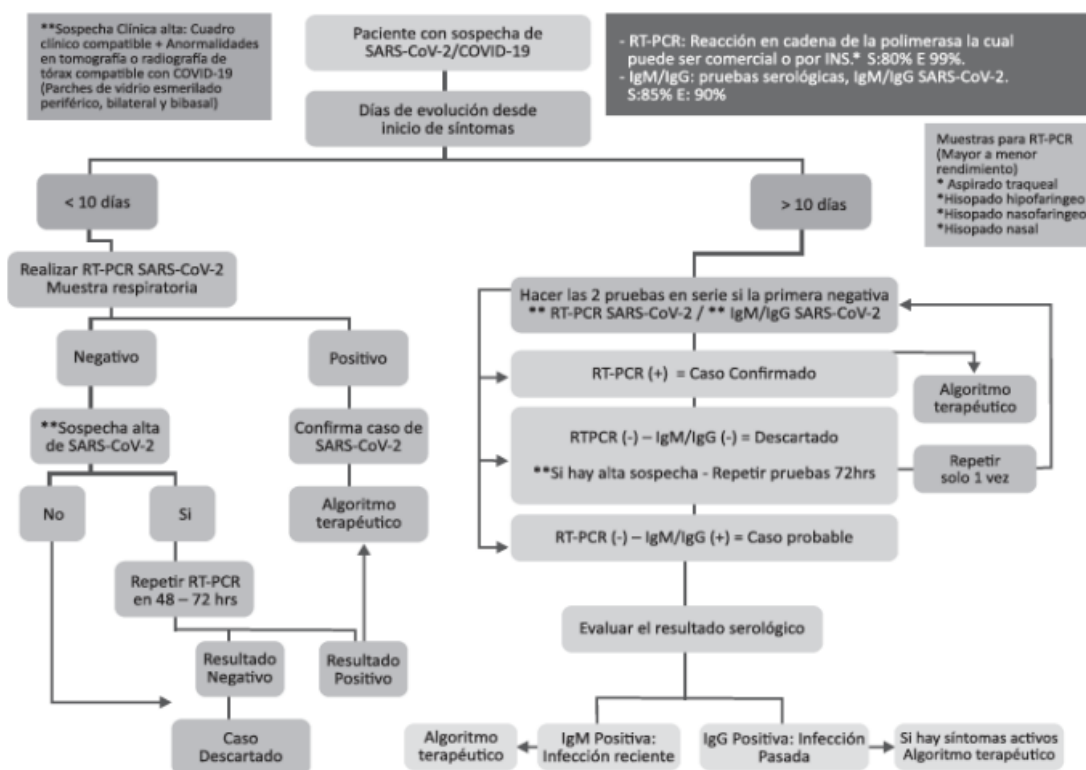 **Sospecha Clínica alta: Cuadro
clínico compatible + Anormalidades
en tomografía o radiografía de
tórax compatible con COVID-19
(Parches de vidrio esmerilado
periférico, bilateral y bibasal)
Paciente con sospecha de
SARS-CoV-2/COVID-19
- RT-PCR: Reacción en cadena de la polimerasa la cual
puede ser comercial o por INS.* S:80% E 99%.
- IgM/IgG: pruebas serológicas, IgM/IgG SARS-CoV-2.
S:85% E: 90%
Días de evolución desde
inicio de síntomas
Muestras para RT-PCR
(Mayor a menor
rendimiento)
* Aspirado traqueal
*Hisopado hipofaringeo
*Hisopado nasofaringeo
*Hisopado nasal
< 10 días
> 10 días
Realizar RT-PCR SARS-CoV-2
Muestra respiratoria
Hacer las 2 pruebas en serie si la primera negativa
** RT-PCR SARS-CoV-2 / ** IgM/IgG SARS-CoV-2
Negativo
Positivo
RT-PCR (+) = Caso Confirmado
Algoritmo
terapéutico
**Sospecha alta
de SARS-CoV-2
Confirma caso de
SARS-CoV-2
RTPCR (-) – IgM/IgG (-) = Descartado
**Si hay alta sospecha - Repetir pruebas 72hrs
Repetir
solo 1 vez
No
Si
Algoritmo
terapéutico
RT-PCR (-) – IgM/IgG (+) = Caso probable
Repetir RT-PCR
en 48 – 72 hrs
Evaluar el resultado serológico
Resultado
Negativo
Resultado
Positivo
Caso
Descartado
Algoritmo
terapéutico
IgM Positiva:
Infección reciente
IgG Positiva: Infección
Pasada
Si hay síntomas activos
Algoritmo terapéutico